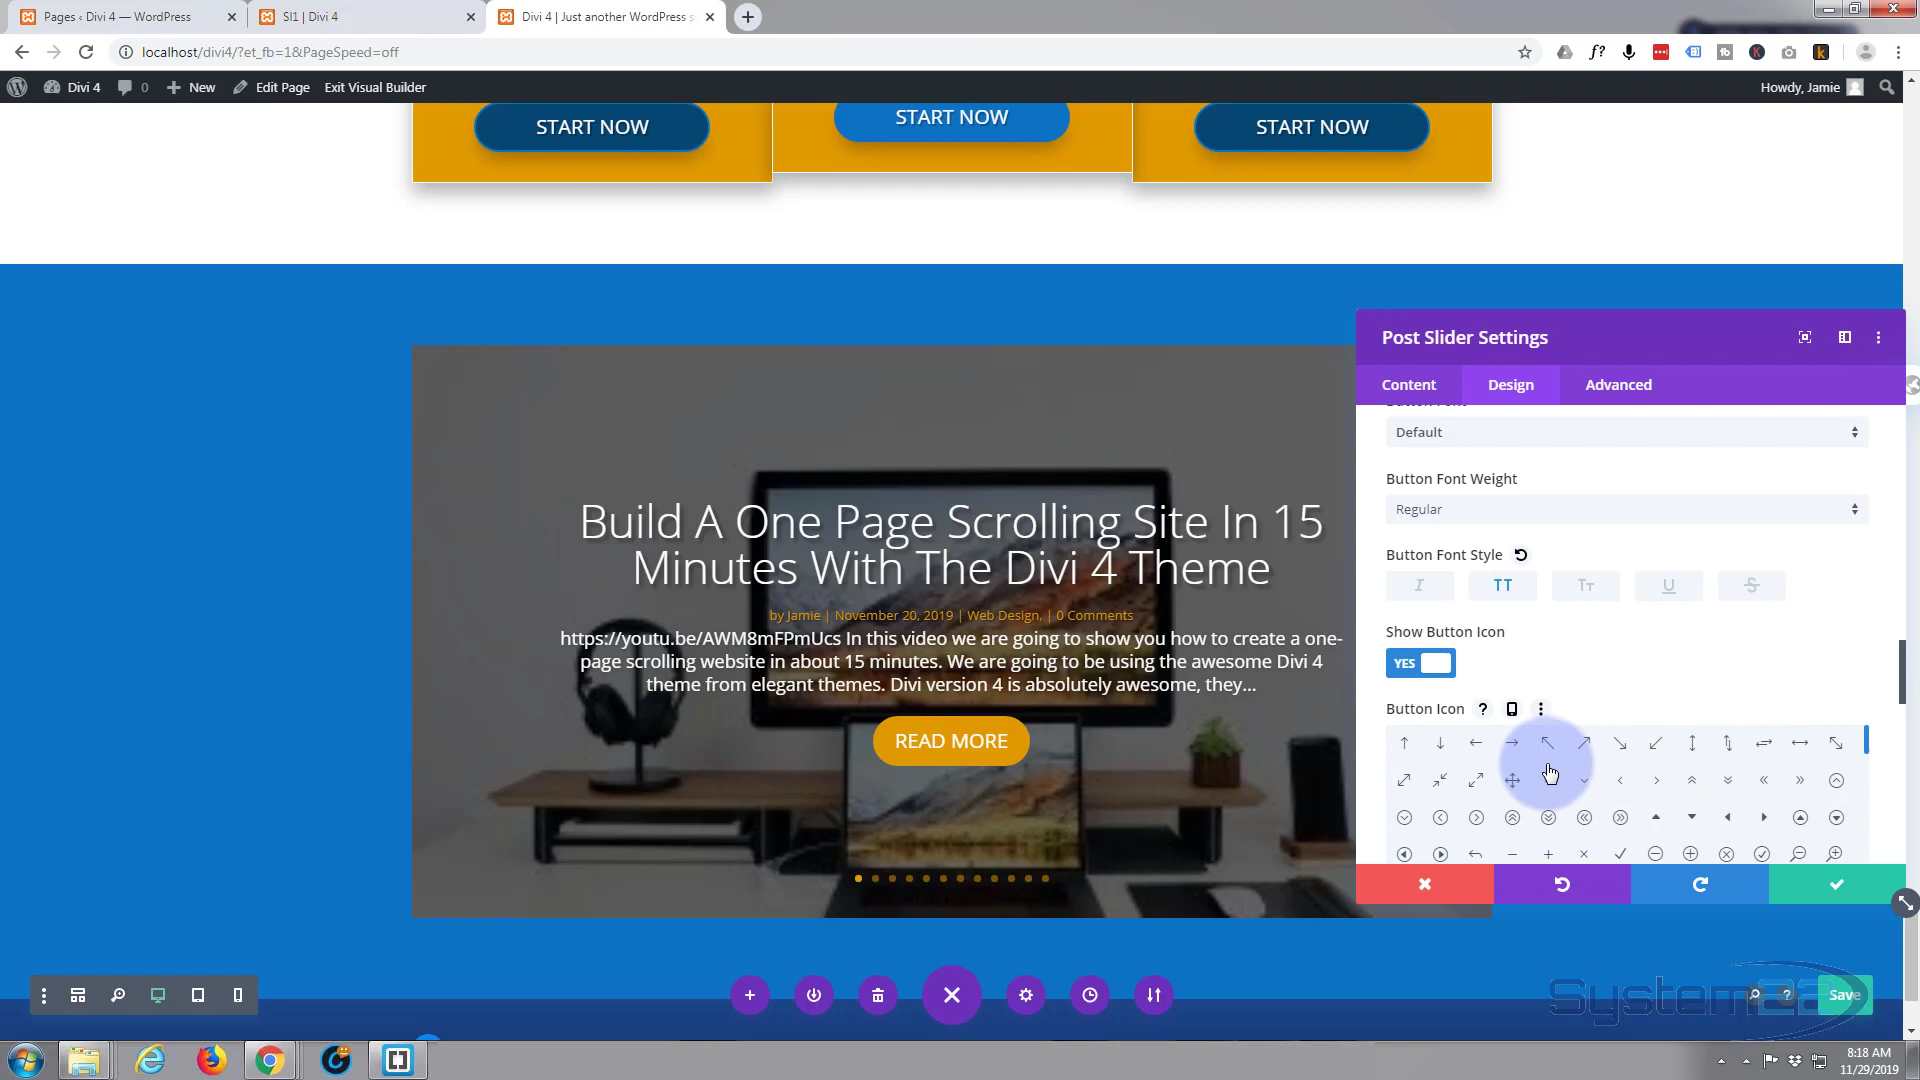 Pages ‹ Divi 4 — WordPress
SI1 | Divi 4
Divi 4 | Just another WordPress s
localhost/divi4/?et_fb=1&PageSpeed=off
Divi 4
0
New
Edit Page
Exit Visual Builder
Howdy, Jamie
START NOW
START NOW
START NOW
Post Slider Settings
Content
Design
Advanced
Default
Button Font Weight
Regular
Button Font Style
I
TT
Tт
U
S
Show Button Icon
YES
Button Icon
Build A One Page Scrolling Site In 15
Minutes With The Divi 4 Theme
by Jamie | November 20, 2019 | Web Design, | 0 Comments
https://youtu.be/AWM8mFPmUcs In this video we are going to show you how to create a one-
page scrolling website in about 15 minutes. We are going to be using the awesome Divi 4
theme from elegant themes. Divi version 4 is absolutely awesome, they...
READ MORE
System22
Save
8:18 AM
11/29/2019